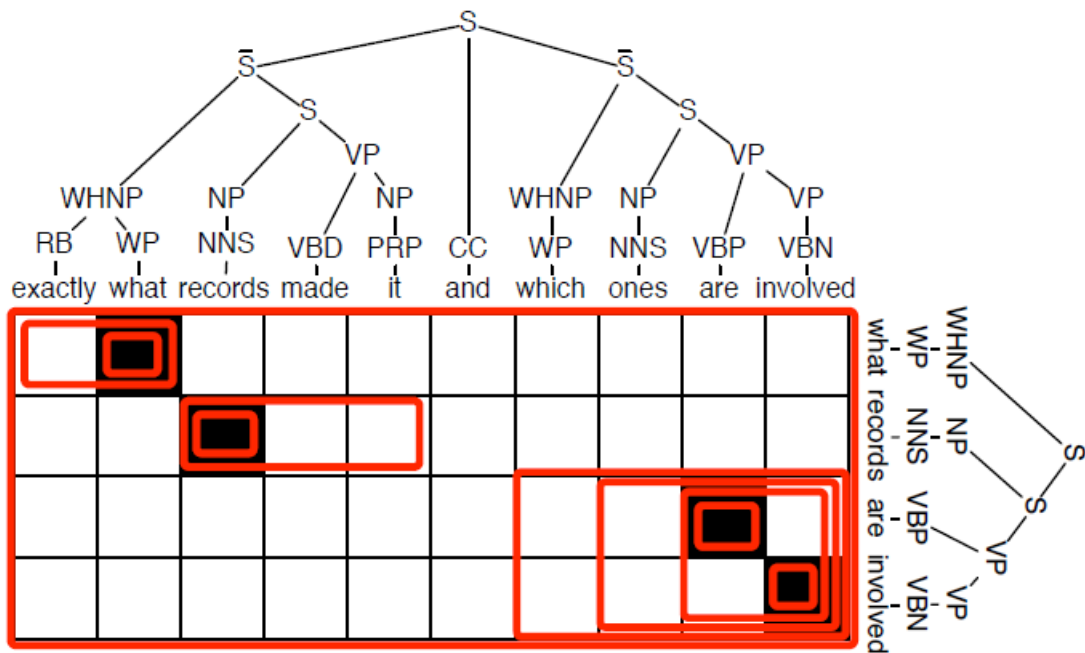 S
S̄ S̄
S S
VP VP
WHNP NP NP WHNP NP VP
RB WP NNS VBD PRP CC WP NNS VBP VBN
exactly what records made it and which ones are involved
what WP WHNP
records NNS NP S
are VBP S
involved VBN VP VP